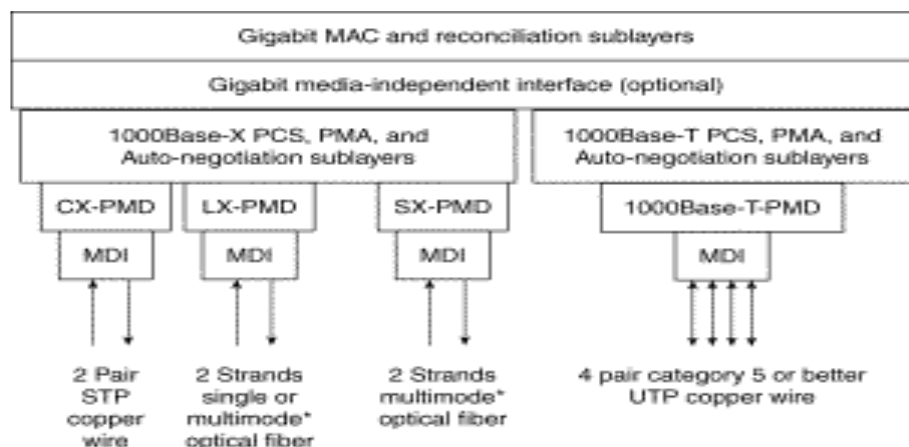 Gigabit MAC and reconciliation sublayers
Gigabit media-independent interface (optional)
1000Base-X PCS, PMA, and
Auto-negotiation sublayers
1000Base-T PCS, PMA, and
Auto-negotiation sublayers
CX-PMD
LX-PMD
SX-PMD
1000Base-T-PMD
MDI
MDI
MDI
MDI
2 Pair
STP
copper
wire
2 Strands
single or
multimode*
optical fiber
2 Strands
multimode*
optical fiber
4 pair category 5 or better
UTP copper wire